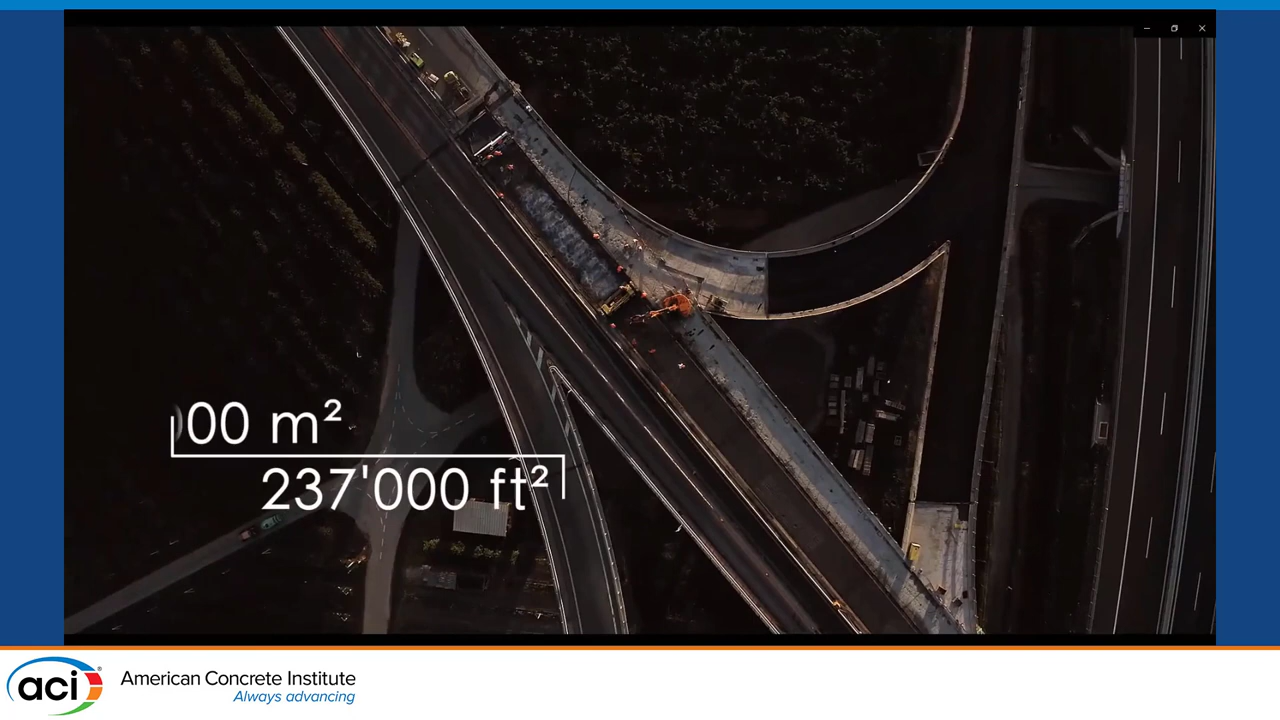 00 m²
237'000 ft²
aci®
American Concrete Institute
Always advancing